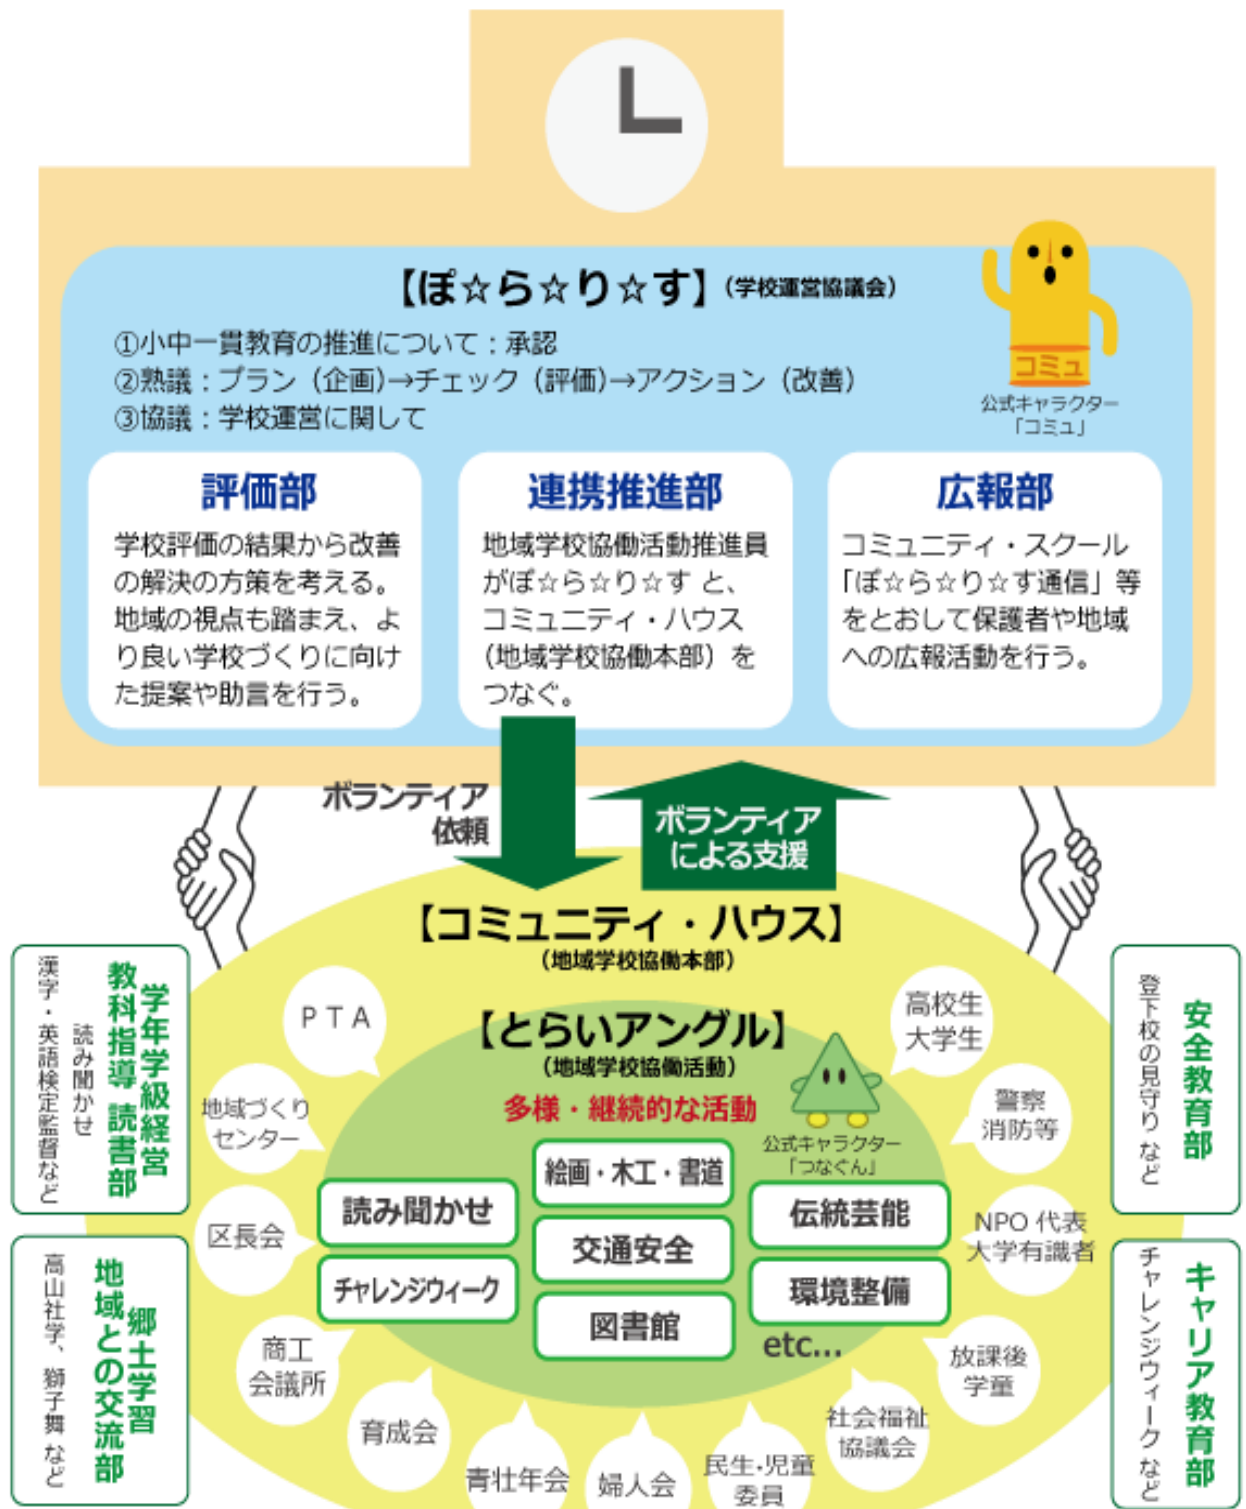 【ぽ☆ら☆り☆す】（学校運営協議会）
①小中一貫教育の推進について：承認
②熟議：プラン（企画）→チェック（評価）→アクション（改善）
③協議：学校運営に関して
コミュ
公式キャラクター
「コミュ」
評価部
学校評価の結果から改善
の解決の方策を考える。
地域の視点も踏まえ、よ
り良い学校づくりに向け
た提案や助言を行う。
連携推進部
地域学校協働活動推進員
がぽ☆ら☆り☆す と、
コミュニティ・ハウス
（地域学校協働本部）を
つなぐ。
広報部
コミュニティ・スクール
「ぽ☆ら☆り☆す通信」等
をとおして保護者や地域
への広報活動を行う。
ボランティア
依頼
ボランティア
による支援
【コミュニティ・ハウス】
（地域学校協働本部）
【とらいアングル】
（地域学校協働活動）
多様・継続的な活動
公式キャラクター
「つなぐん」
読み聞かせ
チャレンジウィーク
絵画・木工・書道
交通安全
図書館
伝統芸能
環境整備
etc...
PTA
地域づくり
センター
区長会
商工
会議所
育成会
青壮年会
婦人会
民生・児童
委員
社会福祉
協議会
放課後
学童
NPO 代表
大学有識者
警察
消防等
高校生
大学生
学年学級経営
教科指導 読書部
読み聞かせ
漢字・英語検定監督など
郷土学習
地域との交流部
高山社学、獅子舞 など
安全教育部
登下校の見守り など
キャリア教育部
チャレンジウィーク など